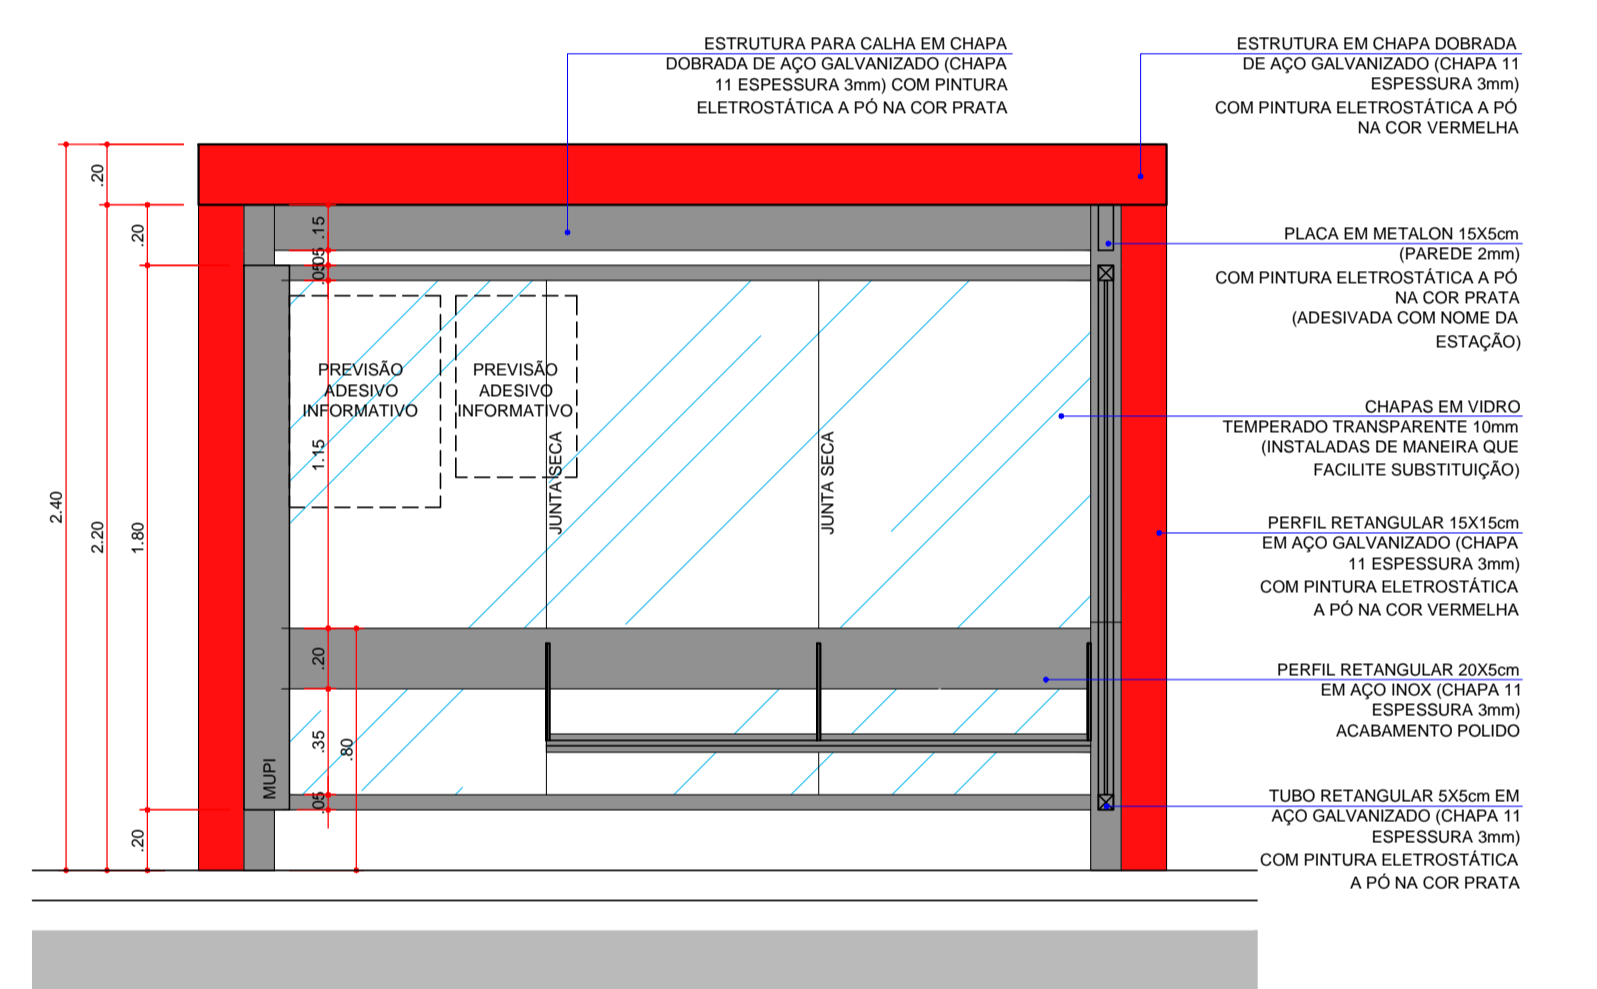 ESTRUTURA PARA CALHA EM CHAPA
DOBRADA DE AÇO GALVANIZADO (CHAPA
11 ESPESSURA 3mm) COM PINTURA
ELETROSTÁTICA A PÓ NA COR PRATA
ESTRUTURA EM CHAPA DOBRADA
DE AÇO GALVANIZADO (CHAPA 11
ESPESSURA 3mm)
COM PINTURA ELETROSTÁTICA A PÓ
NA COR VERMELHA
PLACA EM METALON 15X5cm
(PAREDE 2mm)
COM PINTURA ELETROSTÁTICA A PÓ
NA COR PRATA
(ADESIVADA COM NOME DA
ESTAÇÃO)
CHAPAS EM VIDRO
TEMPERADO TRANSPARENTE 10mm
(INSTALADAS DE MANEIRA QUE
FACILITE SUBSTITUIÇÃO)
PERFIL RETANGULAR 15X15cm
EM AÇO GALVANIZADO (CHAPA
11 ESPESSURA 3mm)
COM PINTURA ELETROSTÁTICA
A PÓ NA COR VERMELHA
PERFIL RETANGULAR 20X5cm
EM AÇO INOX (CHAPA 11
ESPESSURA 3mm)
ACABAMENTO POLIDO
TUBO RETANGULAR 5X5cm EM
AÇO GALVANIZADO (CHAPA 11
ESPESSURA 3mm)
COM PINTURA ELETROSTÁTICA
A PÓ NA COR PRATA
2.40
.20
2.20
.20
1.80
.20
.15
.05
.05
1.15
.20
.35
.05
.80
PREVISÃO
ADESIVO
INFORMATIVO
PREVISÃO
ADESIVO
INFORMATIVO
JUNTA SECA
JUNTA SECA
MUPI